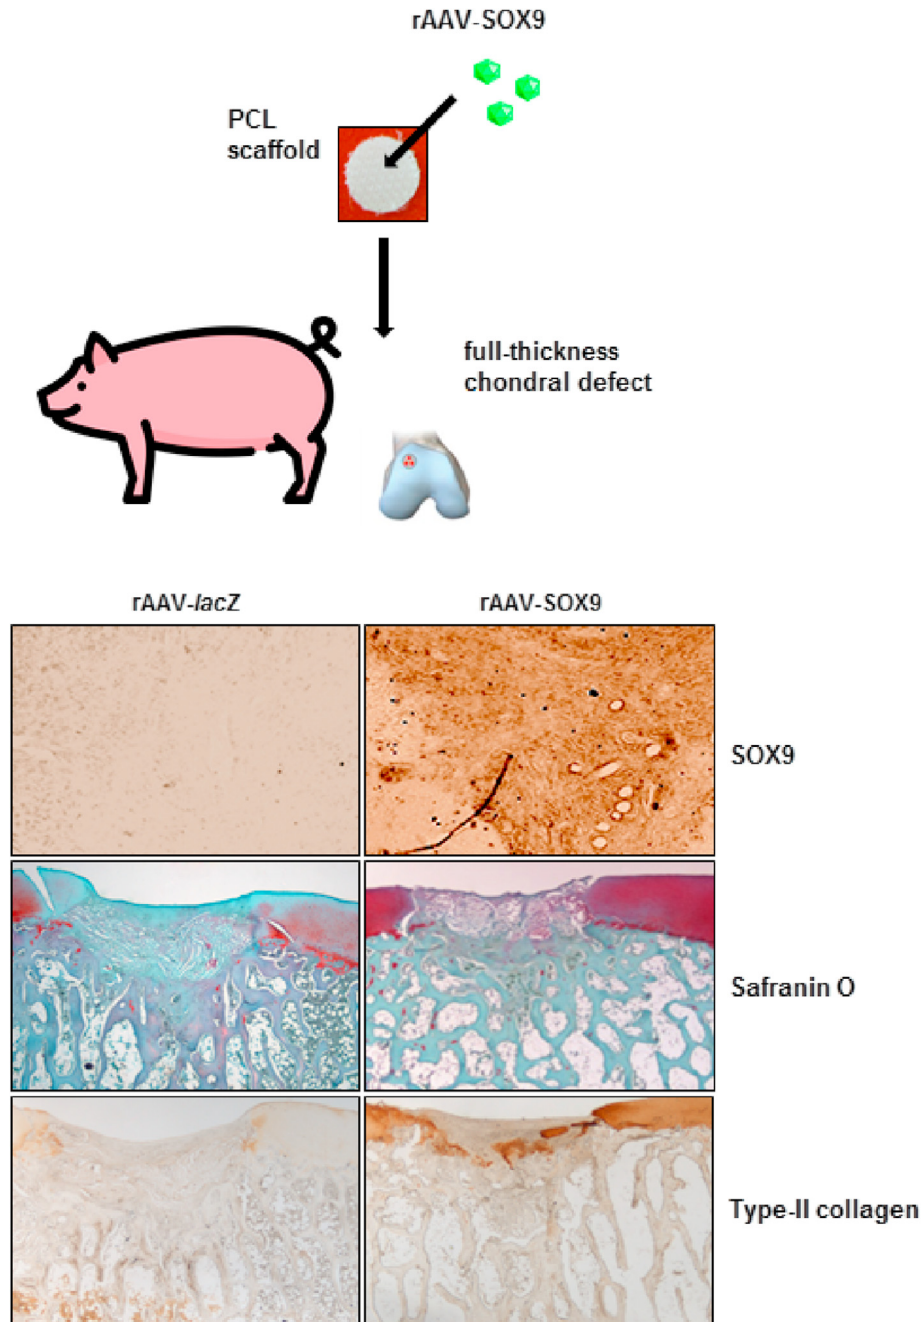 rAAV-SOX9
PCL
scaffold
full-thickness
chondral defect
rAAV-lacZ
rAAV-SOX9
SOX9
Safranin O
Type-II collagen